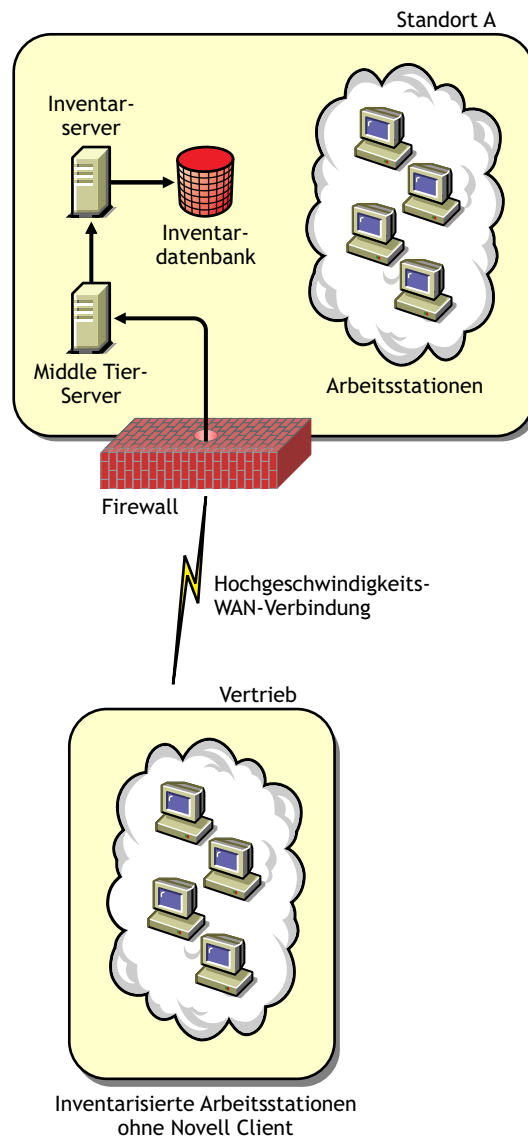 Standort A
Inventar-
server
Inventar-
datenbank
Middle Tier-
Server
Arbeitsstationen
Firewall
Hochgeschwindigkeits-
WAN-Verbindung
Vertrieb
Inventarisierte Arbeitsstationen
ohne Novell Client